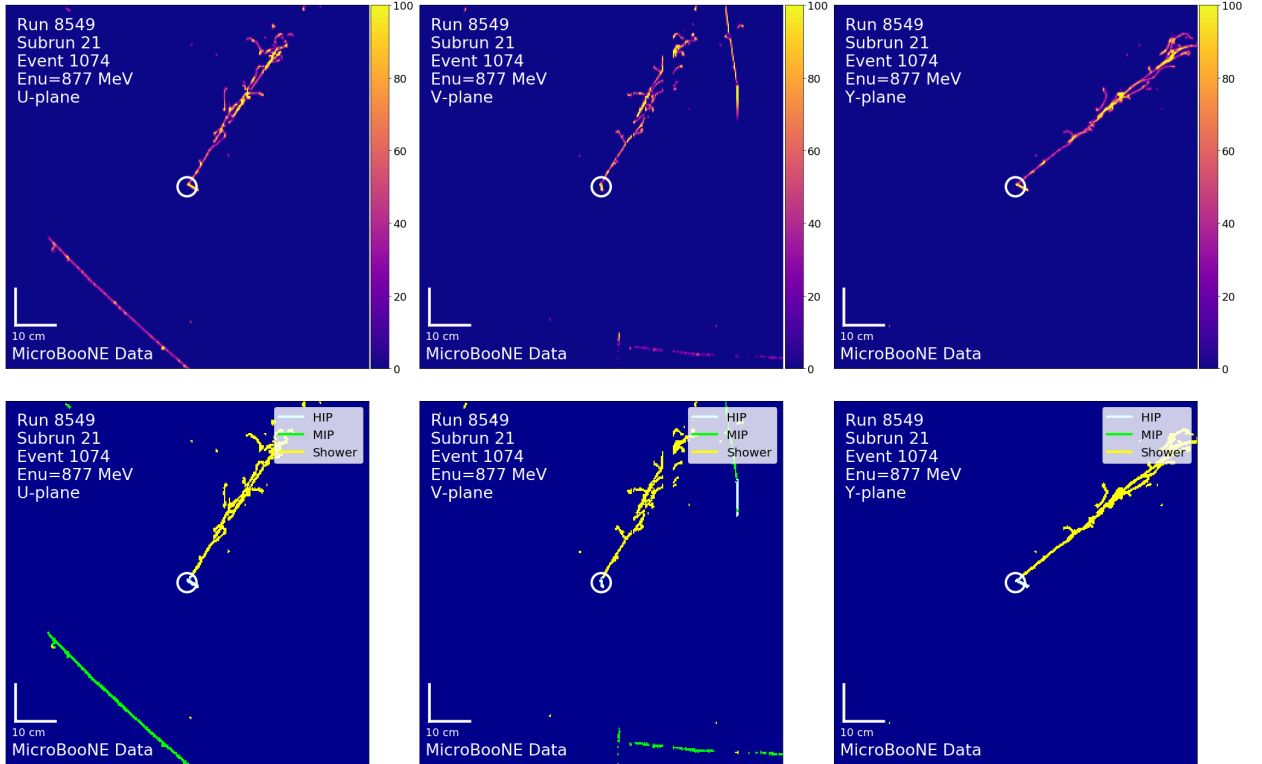 Run 8549
Subrun 21
Event 1074
Enu=877 MeV
U-plane
10 cm
MicroBooNE Data
100
80
60
40
20
0
Run 8549
Subrun 21
Event 1074
Enu=877 MeV
V-plane
10 cm
MicroBooNE Data
100
80
60
40
20
0
Run 8549
Subrun 21
Event 1074
Enu=877 MeV
Y-plane
10 cm
MicroBooNE Data
100
80
60
40
20
0
Run 8549
Subrun 21
Event 1074
Enu=877 MeV
U-plane
HIP
MIP
Shower
10 cm
MicroBooNE Data
Run 8549
Subrun 21
Event 1074
Enu=877 MeV
V-plane
HIP
MIP
Shower
10 cm
MicroBooNE Data
Run 8549
Subrun 21
Event 1074
Enu=877 MeV
Y-plane
HIP
MIP
Shower
10 cm
MicroBooNE Data